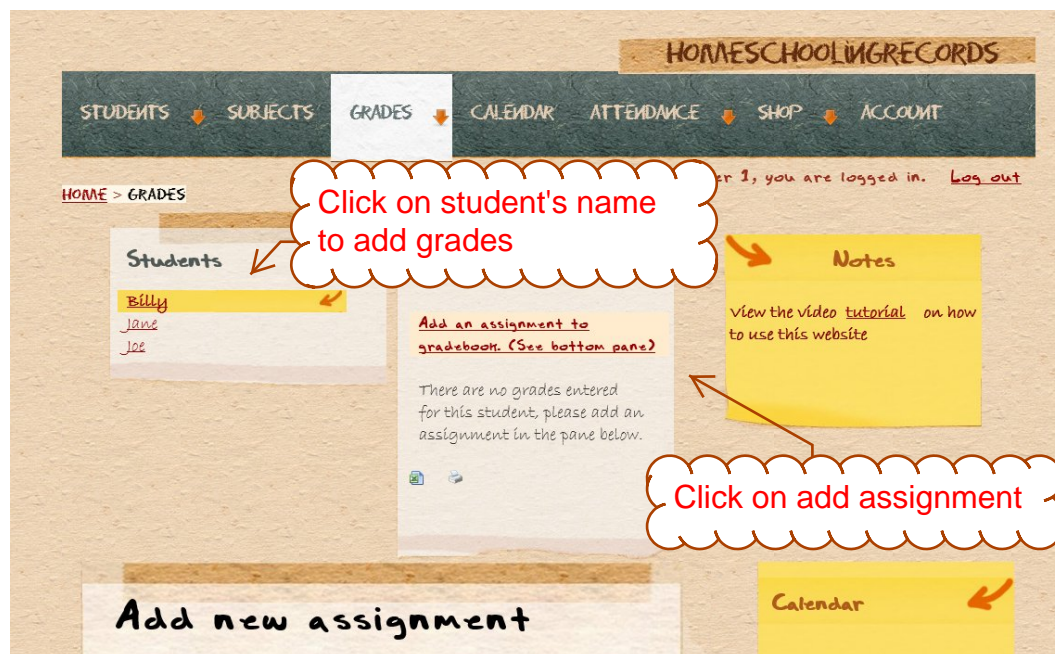 HOMESCHOOLINGRECORDS
STUDENTS SUBJECTS GRADES CALENDAR ATTENDANCE SHOP ACCOUNT
er 1, you are logged in. Log out
HOME > GRADES
Click on student's name
to add grades
Students
Billy
Jane
Joe
Add an assignment to
gradebook. (See bottom pane)
There are no grades entered
for this student, please add an
assignment in the pane below.
Notes
View the video tutorial on how
to use this website
Click on add assignment
Add new assignment
Calendar